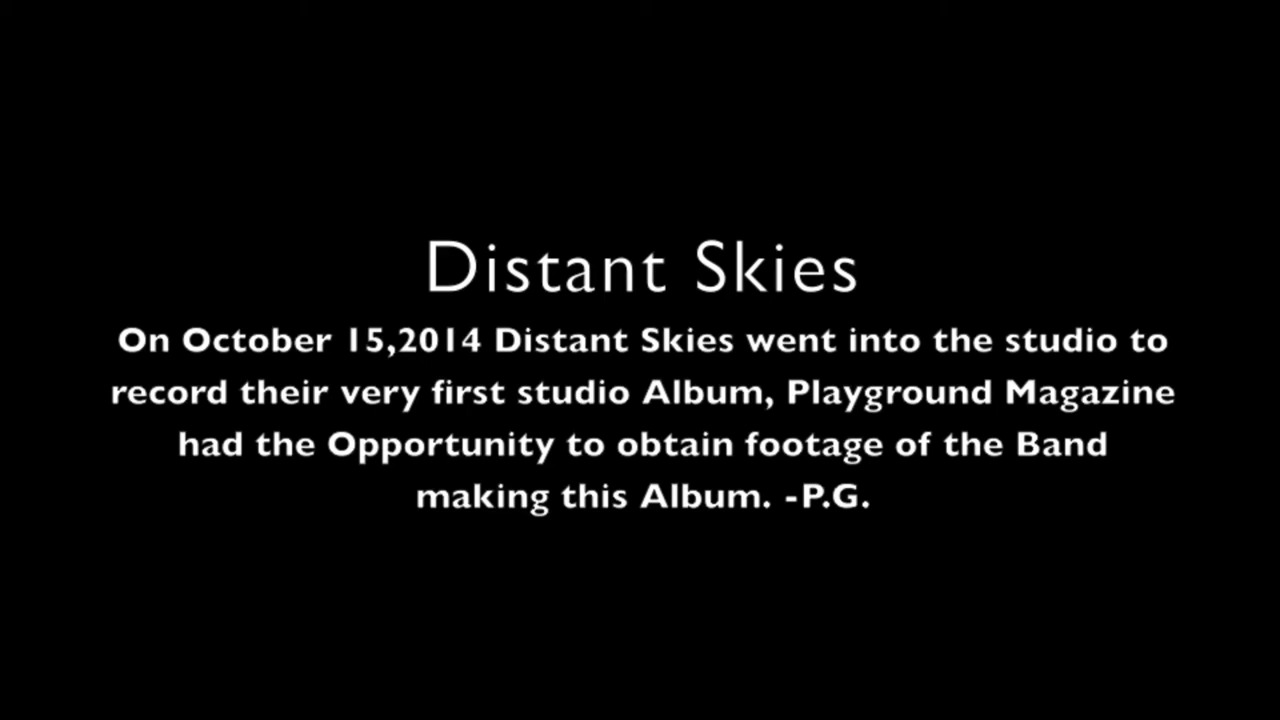 Distant Skies
On October 15,2014 Distant Skies went into the studio to
record their very first studio Album, Playground Magazine
had the Opportunity to obtain footage of the Band
making this Album. -P.G.